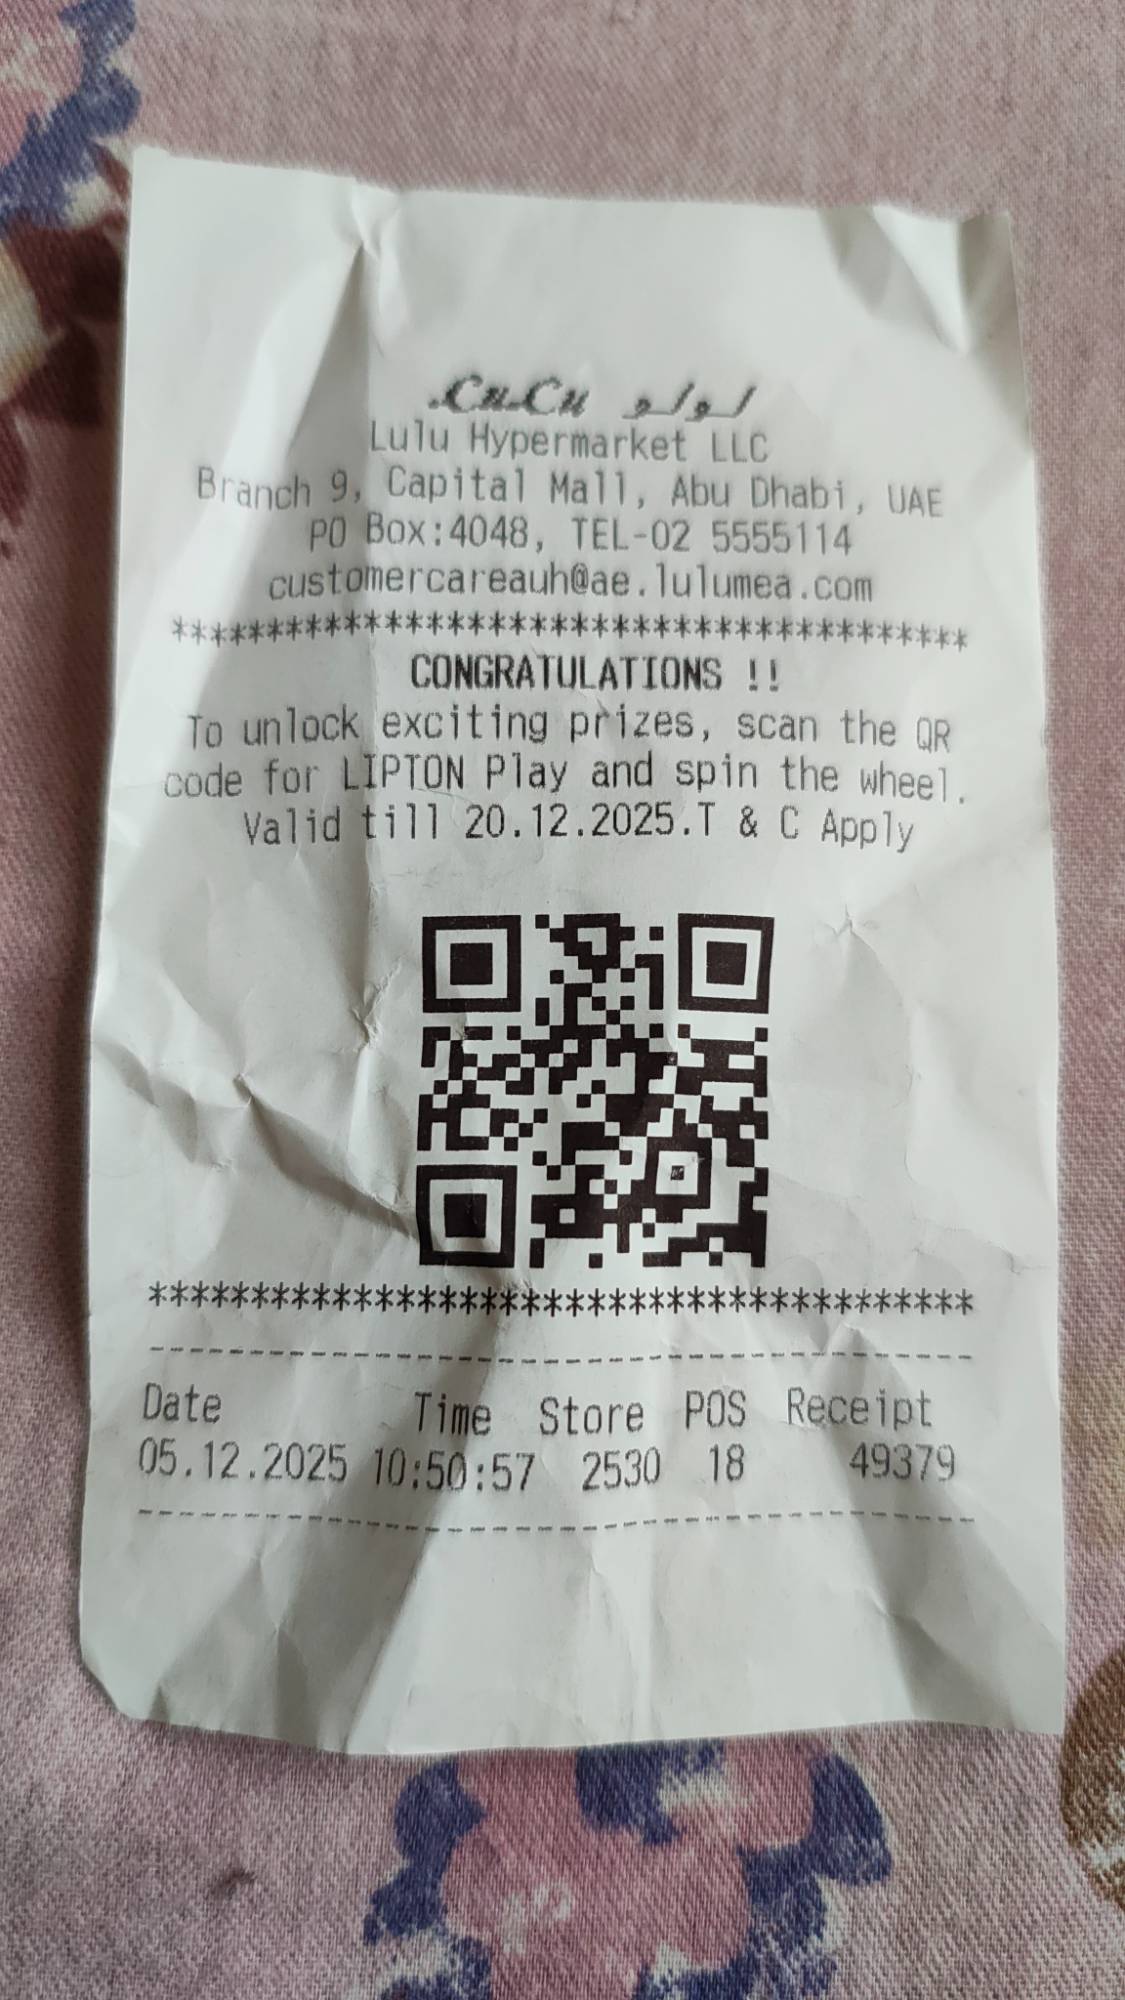 LuLu لولو
Lulu Hypermarket LLC
Branch 9, Capital Mall, Abu Dhabi, UAE
PO Box:4048, TEL-02 5555114
customercareauh@ae.lulumea.com
****************************************
CONGRATULATIONS !!
To unlock exciting prizes, scan the QR
code for LIPTON Play and spin the wheel.
Valid till 20.12.2025.T & C Apply
****************************************
----------------------------------------
Date Time Store POS Receipt
05.12.2025 10:50:57 2530 18 49379
----------------------------------------